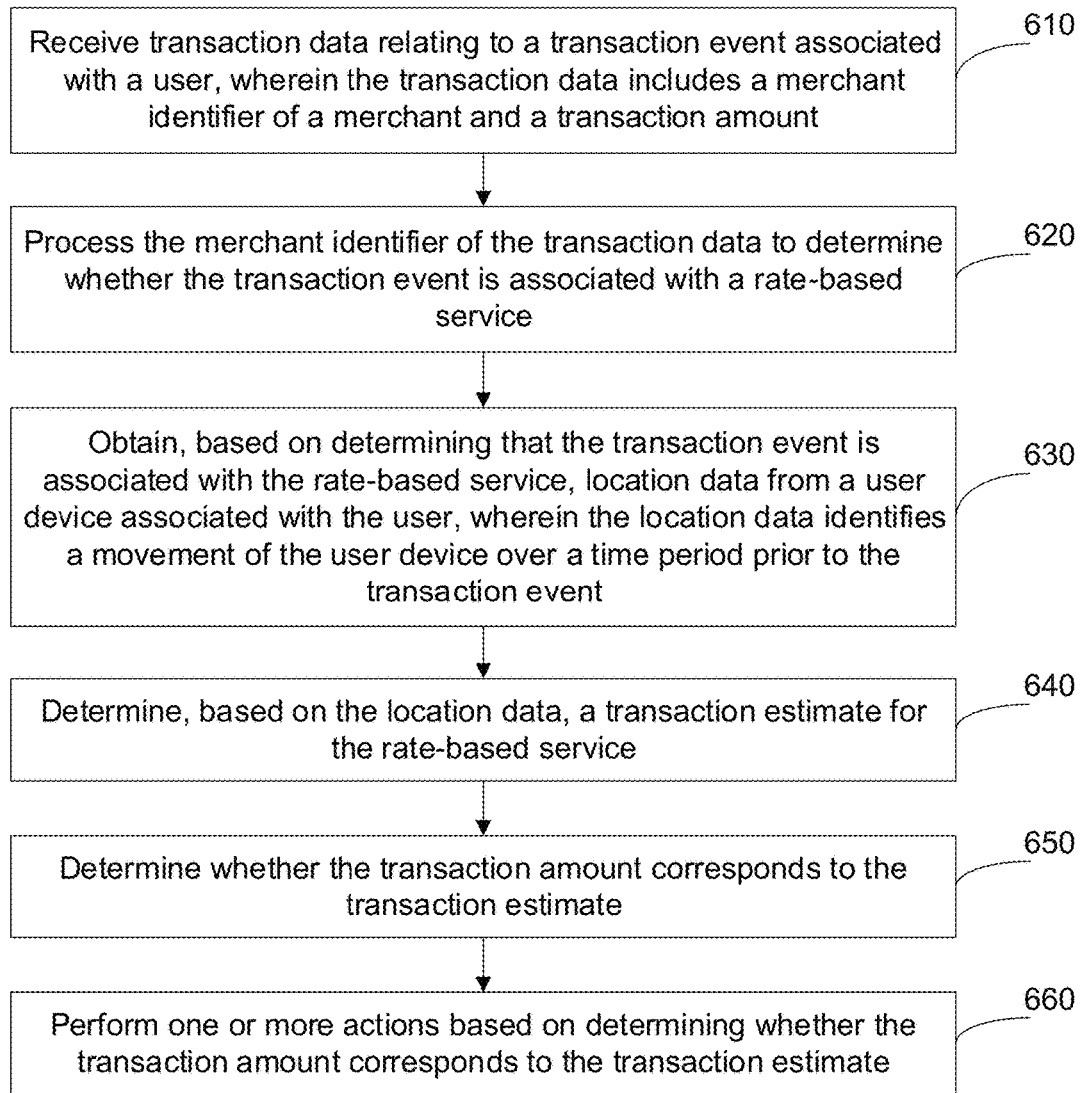 Receive transaction data relating to a transaction event associated
with a user, wherein the transaction data includes a merchant
identifier of a merchant and a transaction amount
610
Process the merchant identifier of the transaction data to determine
whether the transaction event is associated with a rate-based
service
620
Obtain, based on determining that the transaction event is
associated with the rate-based service, location data from a user
device associated with the user, wherein the location data identifies
a movement of the user device over a time period prior to the
transaction event
630
Determine, based on the location data, a transaction estimate for
the rate-based service
640
Determine whether the transaction amount corresponds to the
transaction estimate
650
Perform one or more actions based on determining whether the
transaction amount corresponds to the transaction estimate
660